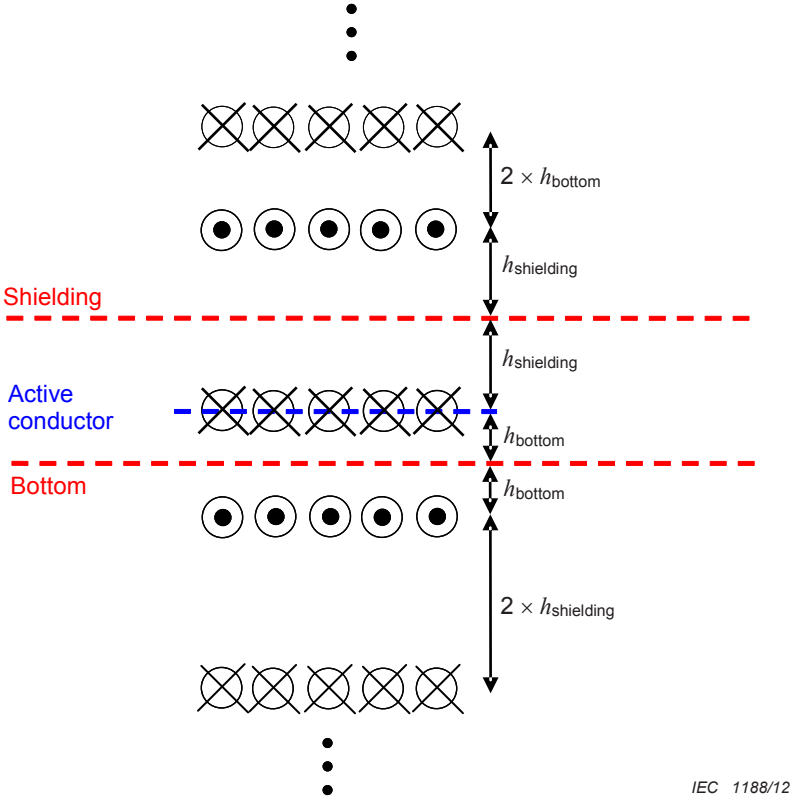 2 × hbottom
hshielding
Shielding
hshielding
Active
conductor
hbottom
Bottom
hbottom
2 × hshielding
IEC 1188/12